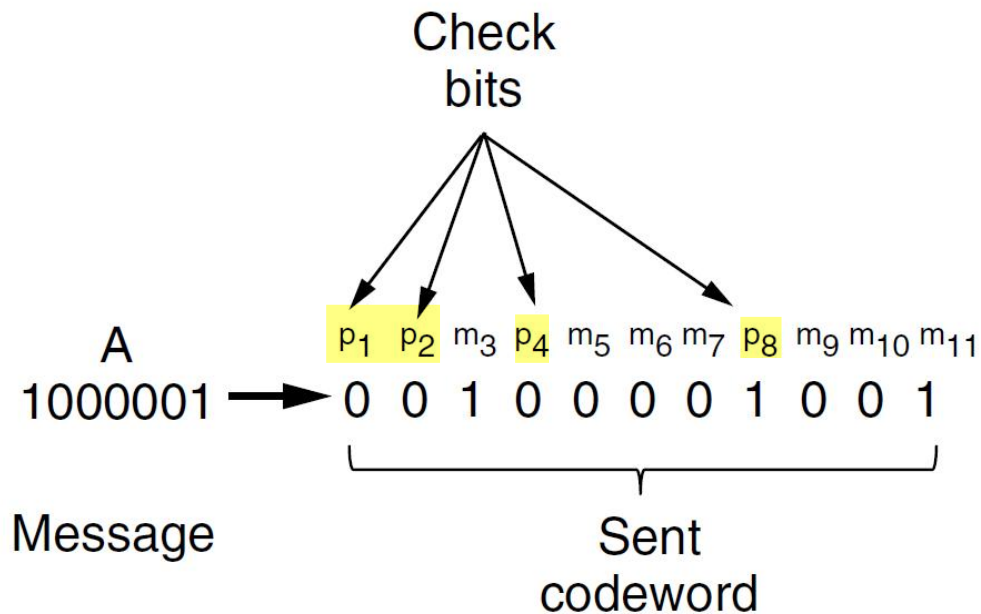 Check
bits
A
p1 p2 m3 p4 m5 m6 m7 p8 m9 m10 m11
1000001 0 0 1 0 0 0 0 1 0 0 1
Message
Sent
codeword